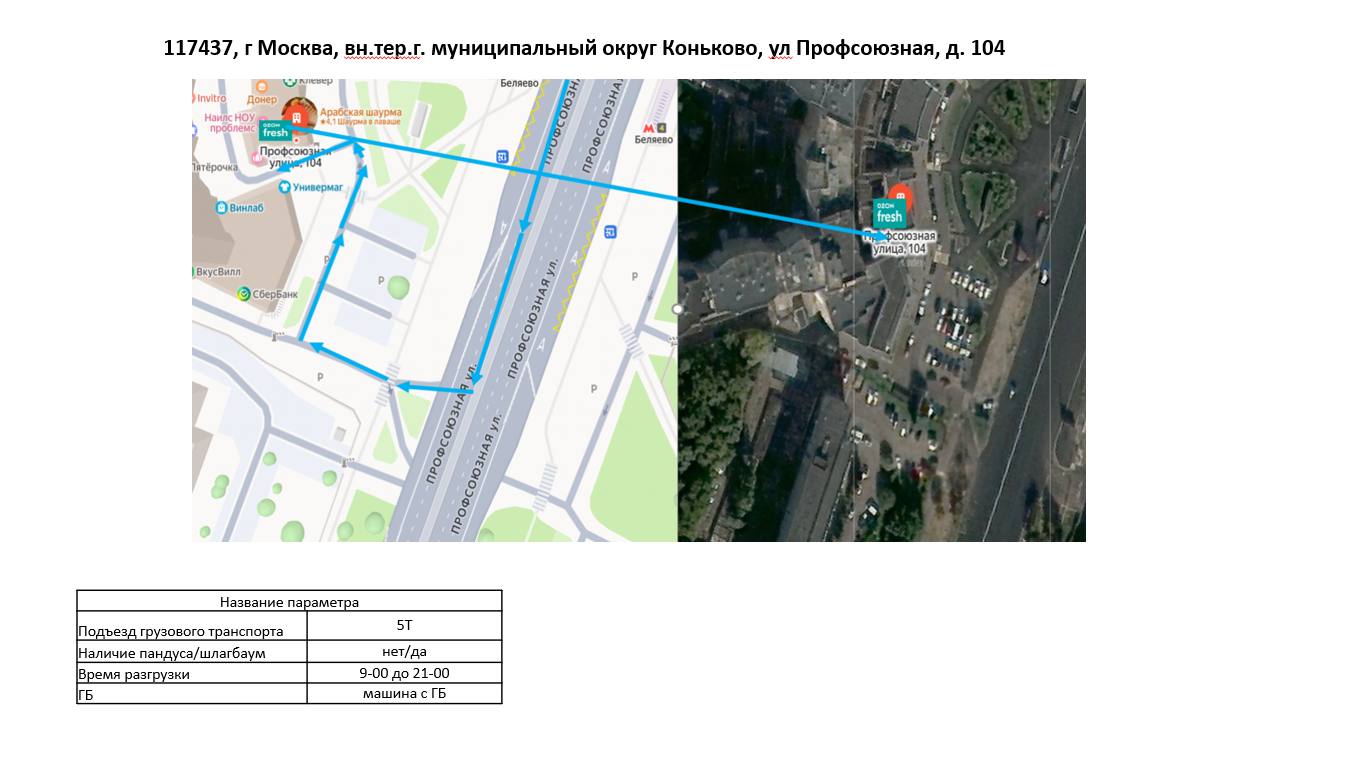 117437, г Москва, вн.тер.г. муниципальный округ Коньково, ул Профсоюзная, д. 104
Клевер
Беляево
Invitro
Донер
Арабская шаурма
★4,1 Шаурма в лаваше
Наилс НОУ
проблемс
ozon
fresh
Профсоюзная
улица, 104
Пятёрочка
Универмаг
Винлаб
ВкусВилл
СберБанк
P
P
P
P
P
М 4
Беляево
ПРОФСОЮЗН
ПРОФСОЮЗНА
ПРОФСОЮЗНАЯ ул.
ПРОФСОЮЗНАЯ ул.
ПРОФСОЮЗНАЯ ул.
ozon
fresh
Профсоюзная
улица, 104
Название параметра
Подъезд грузового транспорта 5Т
Наличие пандуса/шлагбаум нет/да
Время разгрузки 9-00 до 21-00
ГБ машина с ГБ